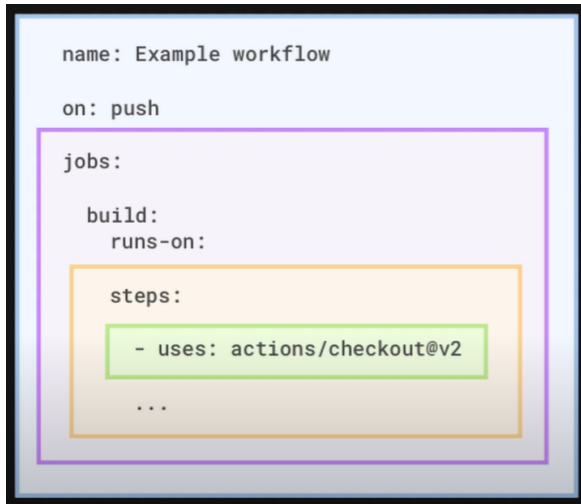 name: Example workflow
on: push
jobs:
build:
runs-on:
steps:
- uses: actions/checkout@v2
...